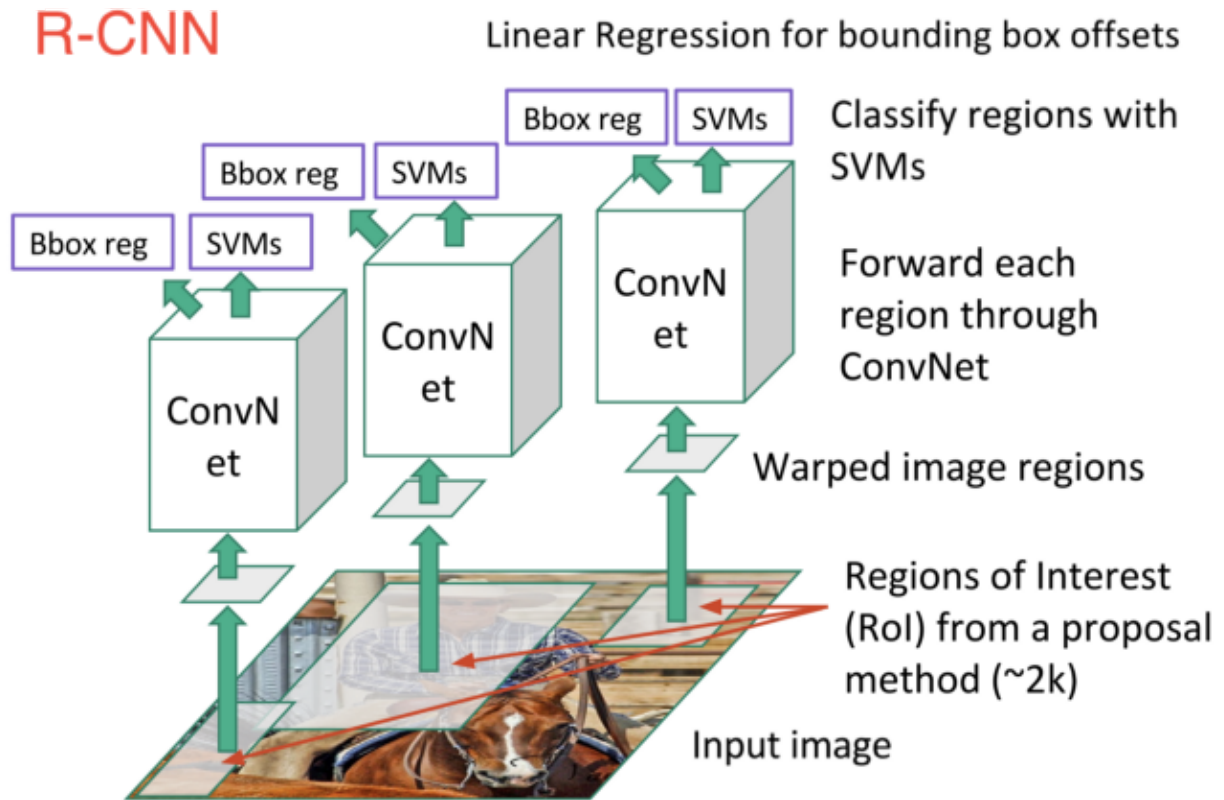 R-CNN
Linear Regression for bounding box offsets
Bbox reg
SVMs
Classify regions with
SVMs
Bbox reg
SVMs
Bbox reg
SVMs
ConvN
et
ConvN
et
ConvN
et
Forward each
region through
ConvNet
Warped image regions
Regions of Interest
(RoI) from a proposal
method (~2k)
Input image